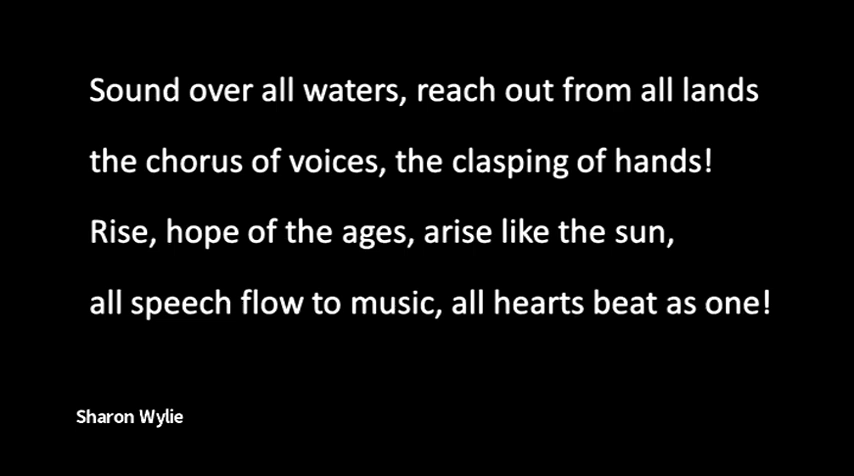 Sound over all waters, reach out from all lands
the chorus of voices, the clasping of hands!
Rise, hope of the ages, arise like the sun,
all speech flow to music, all hearts beat as one!
Sharon Wylie